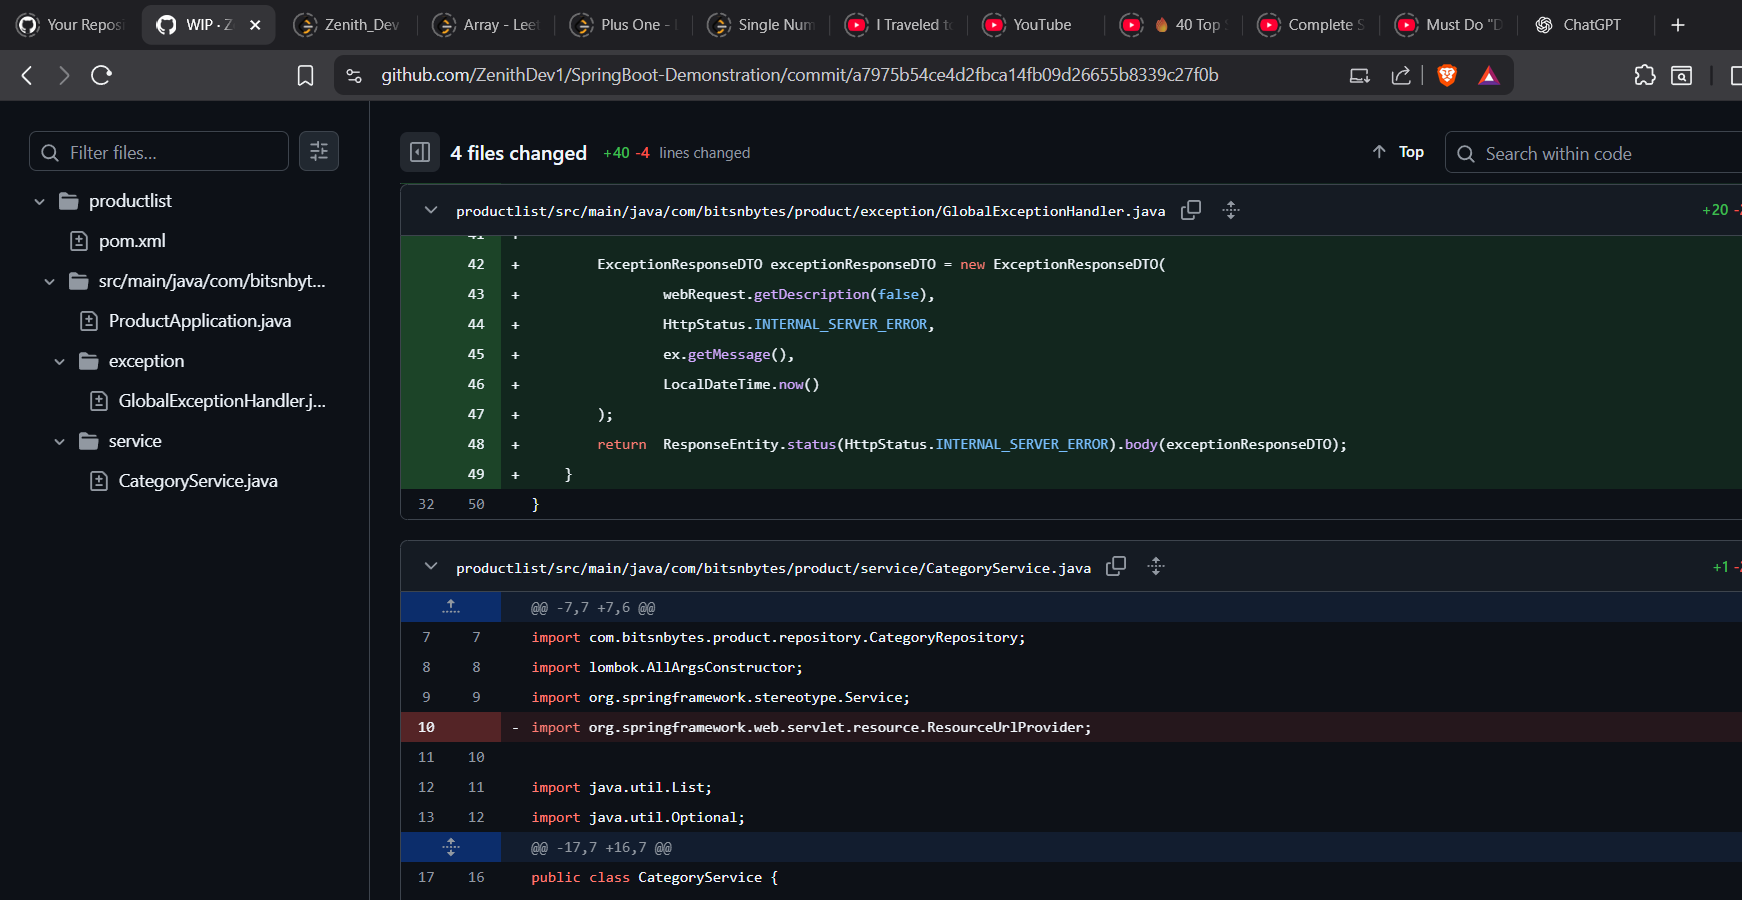 Your Repos
WIP · Z
Zenith_Dev
Array - Leet
Plus One -
Single Num
I Traveled to
YouTube
40 Top
Complete S
Must Do "D
ChatGPT
github.com/ZenithDev1/SpringBoot-Demonstration/commit/a7975b54ce4d2fbca14fb09d26655b8339c27f0b
Filter files...
productlist
pom.xml
src/main/java/com/bitsnbyt...
ProductApplication.java
exception
GlobalExceptionHandler.j...
service
CategoryService.java
4 files changed +40 -4 lines changed
Top
Search within code
productlist/src/main/java/com/bitsnbytes/product/exception/GlobalExceptionHandler.java +20
41 +
42 + ExceptionResponseDTO exceptionResponseDTO = new ExceptionResponseDTO(
43 + webRequest.getDescription(false),
44 + HttpStatus.INTERNAL_SERVER_ERROR,
45 + ex.getMessage(),
46 + LocalDateTime.now()
47 + );
48 + return ResponseEntity.status(HttpStatus.INTERNAL_SERVER_ERROR).body(exceptionResponseDTO);
49 + }
32 50 }
productlist/src/main/java/com/bitsnbytes/product/service/CategoryService.java +1
@@ -7,7 +7,6 @@
7 7 import com.bitsnbytes.product.repository.CategoryRepository;
8 8 import lombok.AllArgsConstructor;
9 9 import org.springframework.stereotype.Service;
10 - import org.springframework.web.servlet.resource.ResourceUrlProvider;
11 10
12 11 import java.util.List;
13 12 import java.util.Optional;
@@ -17,7 +16,7 @@
17 16 public class CategoryService {